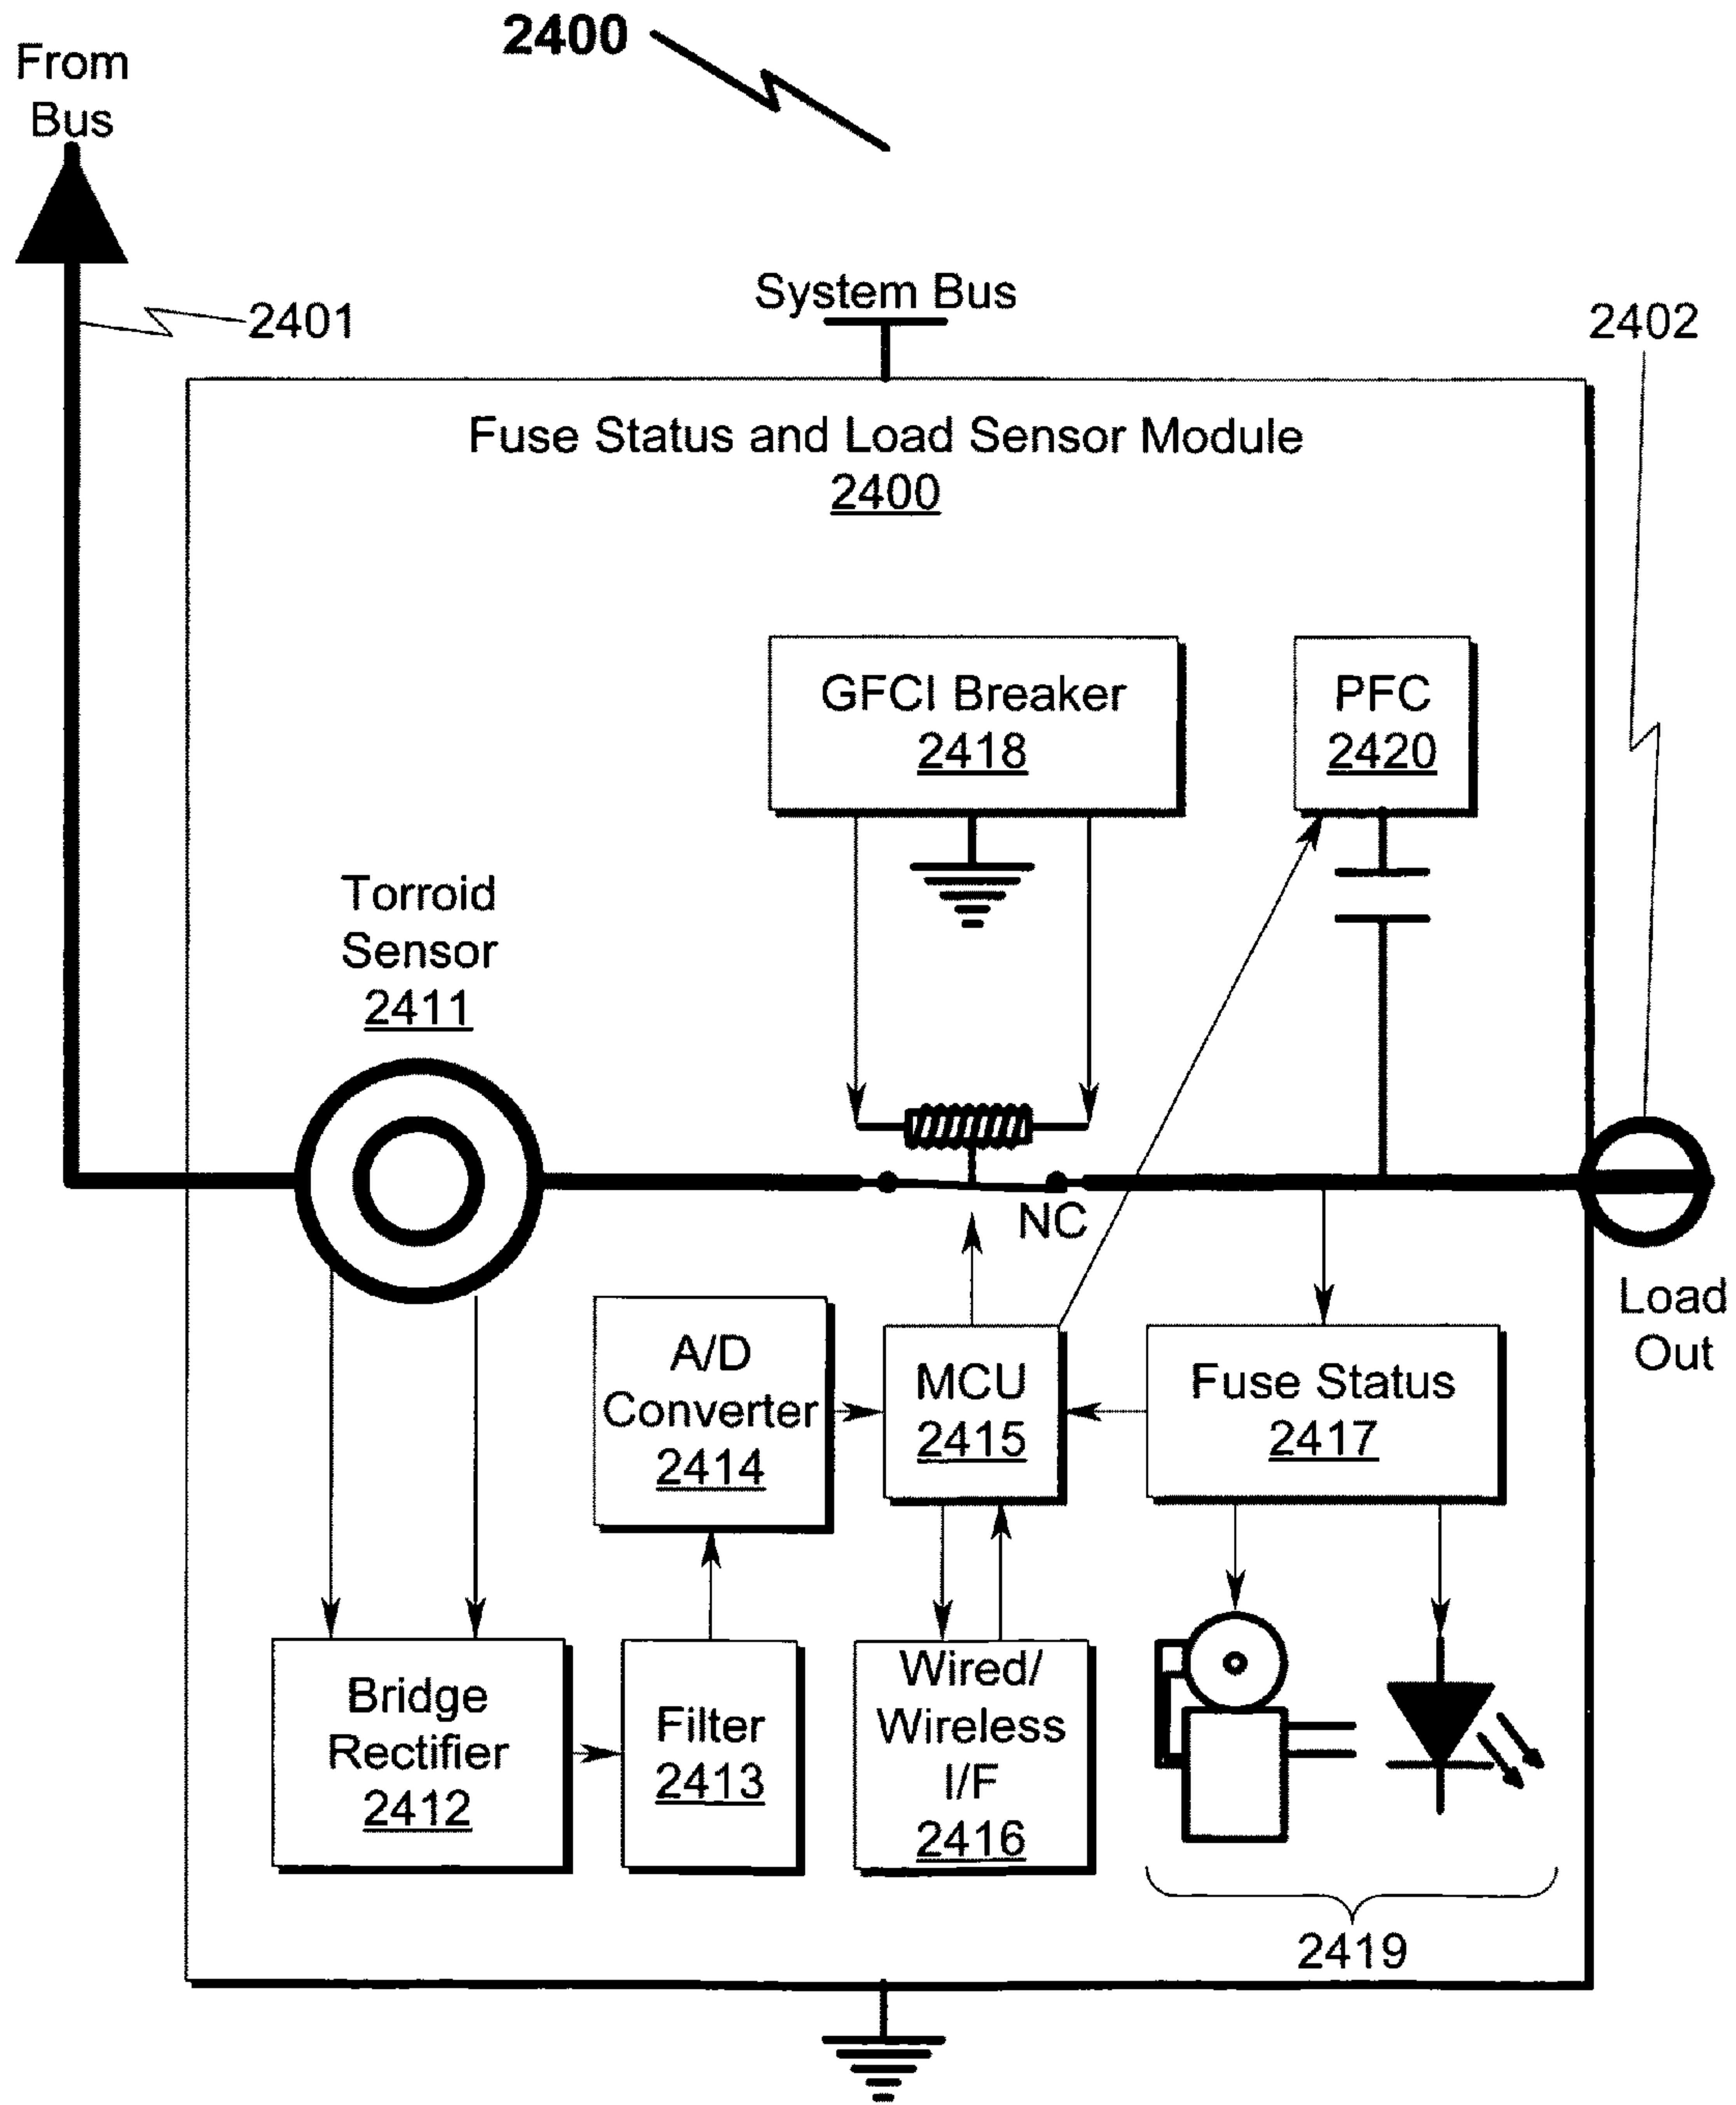 2400
From
Bus
2401
System Bus
2402
Fuse Status and Load Sensor Module
2400
GFCI Breaker
2418
PFC
2420
Torroid
Sensor
2411
NC
Load
Out
A/D
Converter
2414
MCU
2415
Fuse Status
2417
Bridge
Rectifier
2412
Filter
2413
Wired/
Wireless
I/F
2416
2419